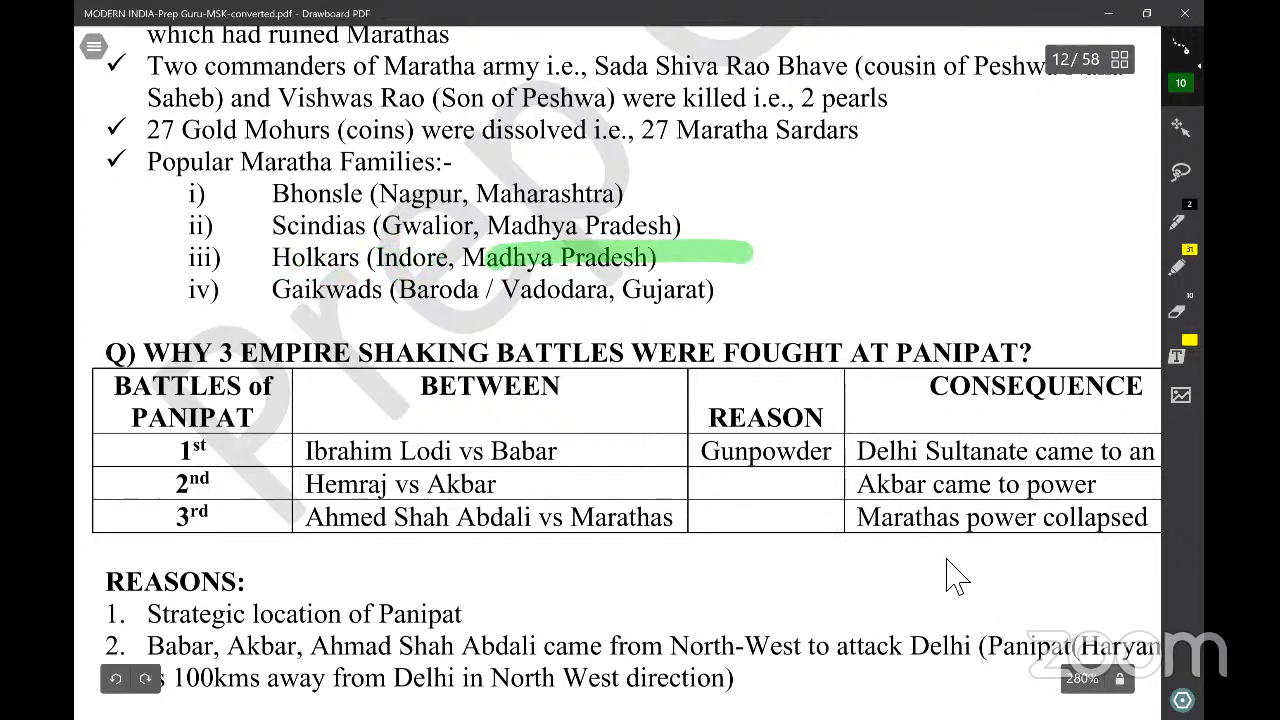 MODERN INDIA-Prep Guru-MSK-converted.pdf - Drawboard PDF
which had ruined Marathas
12 / 58
✓ Two commanders of Maratha army i.e., Sada Shiva Rao Bhave (cousin of Peshwa
Saheb) and Vishwas Rao (Son of Peshwa) were killed i.e., 2 pearls
✓ 27 Gold Mohurs (coins) were dissolved i.e., 27 Maratha Sardars
✓ Popular Maratha Families:-
i) Bhonsle (Nagpur, Maharashtra)
ii) Scindias (Gwalior, Madhya Pradesh)
iii) Holkars (Indore, Madhya Pradesh)
iv) Gaikwads (Baroda / Vadodara, Gujarat)
Prep
Q) WHY 3 EMPIRE SHAKING BATTLES WERE FOUGHT AT PANIPAT?
BATTLES of PANIPAT BETWEEN REASON CONSEQUENCE
1st Ibrahim Lodi vs Babar Gunpowder Delhi Sultanate came to an
2nd Hemraj vs Akbar Akbar came to power
3rd Ahmed Shah Abdali vs Marathas Marathas power collapsed
REASONS:
1. Strategic location of Panipat
2. Babar, Akbar, Ahmad Shah Abdali came from North-West to attack Delhi (Panipat(Haryan
s 100kms away from Delhi in North West direction)
zoom
280%
10
2
31
10
T